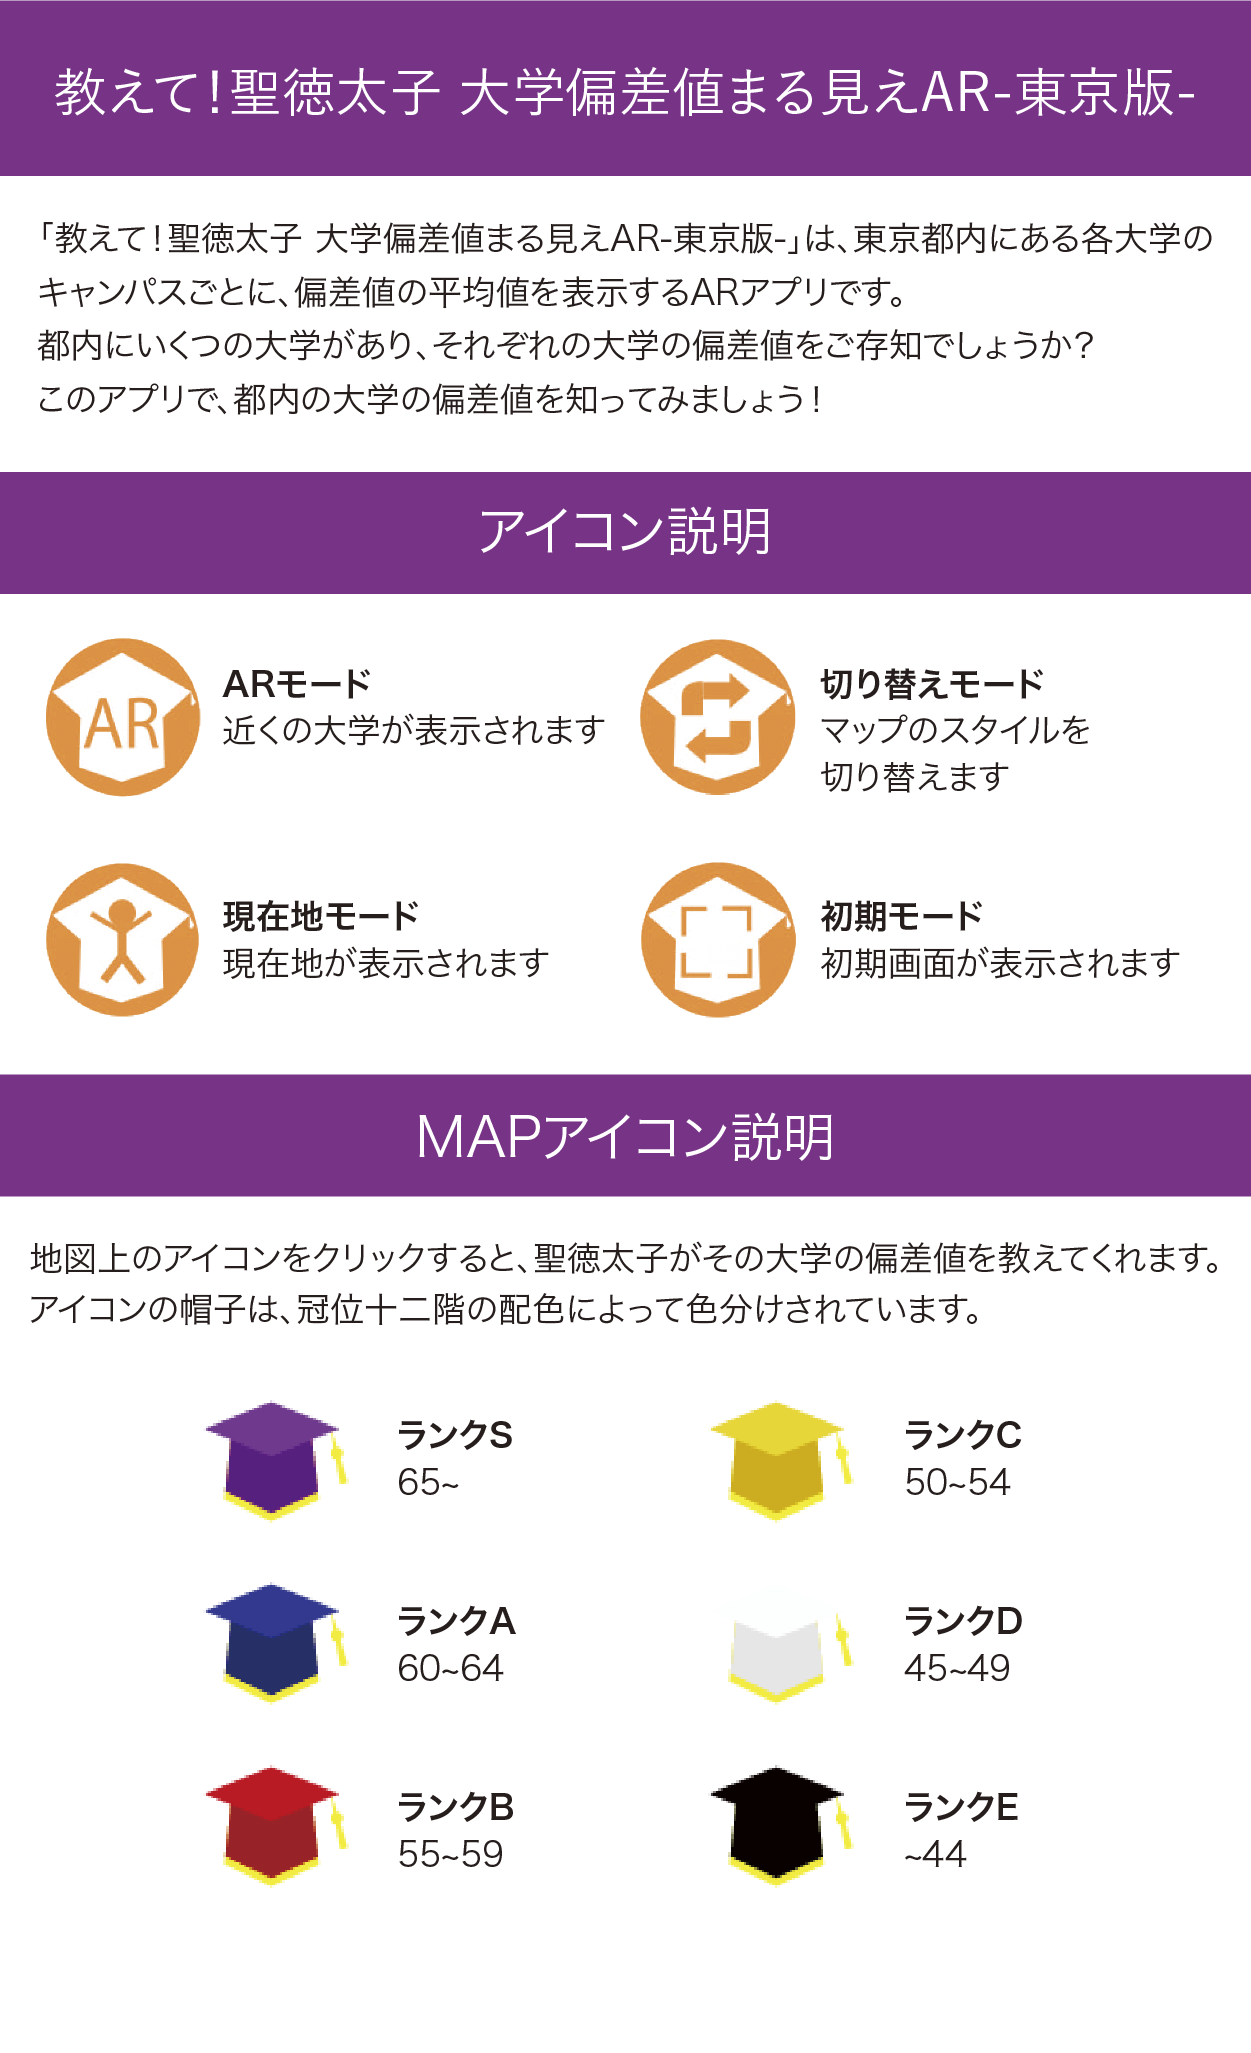 教えて！聖徳太子 大学偏差値まる見えAR-東京版-
「教えて！聖徳太子 大学偏差値まる見えAR-東京版-」は、東京都内にある各大学の
キャンパスごとに、偏差値の平均値を表示するARアプリです。
都内にいくつの大学があり、それぞれの大学の偏差値をご存知でしょうか？
このアプリで、都内の大学の偏差値を知ってみましょう！
アイコン説明
AR
ARモード
近くの大学が表示されます
切り替えモード
マップのスタイルを
切り替えます
現在地モード
現在地が表示されます
初期モード
初期画面が表示されます
MAPアイコン説明
地図上のアイコンをクリックすると、聖徳太子がその大学の偏差値を教えてくれます。
アイコンの帽子は、冠位十二階の配色によって色分けされています。
ランクS
65~
ランクC
50~54
ランクA
60~64
ランクD
45~49
ランクB
55~59
ランクE
~44